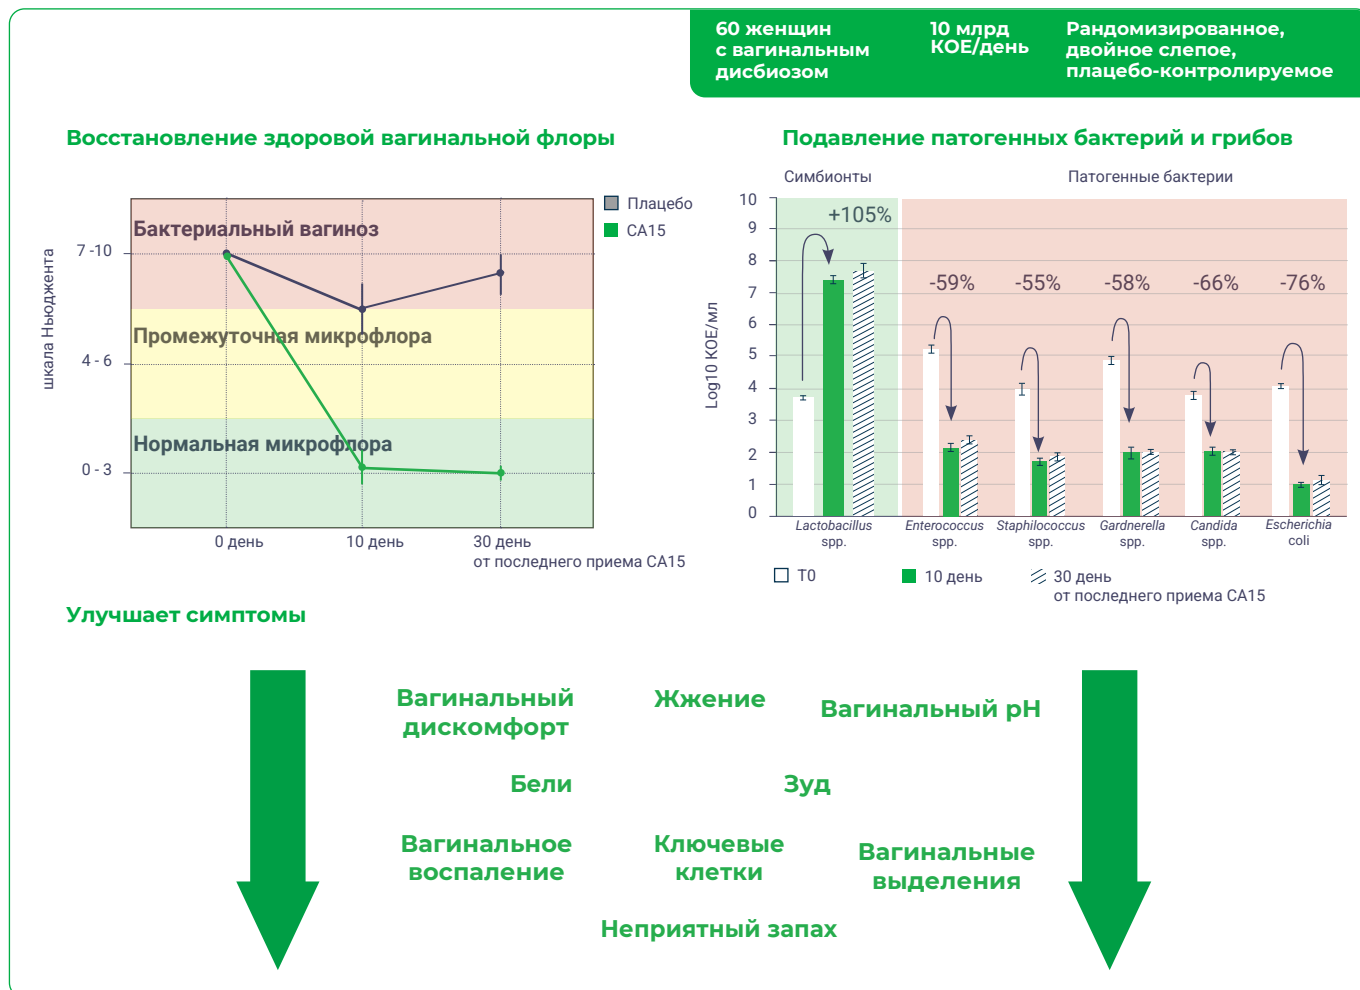 60 женщин
с вагинальным
дисбиозом
10 млрд
КОЕ/день
Рандомизированное,
двойное слепое,
плацебо-контролируемое
Восстановление здоровой вагинальной флоры
шкала Ньюджента
7 -10
4 - 6
0 - 3
Бактериальный вагиноз
Промежуточная микрофлора
Нормальная микрофлора
Плацебо
CA15
0 день
10 день
30 день
от последнего приема CA15
Подавление патогенных бактерий и грибов
Симбионты
Патогенные бактерии
Log10 КОЕ/мл
10
9
8
7
6
5
4
3
2
1
0
+105%
-59%
-55%
-58%
-66%
-76%
Lactobacillus
spp.
Enterococcus
spp.
Staphilococcus
spp.
Gardnerella
spp.
Candida
spp.
Escherichia
coli
T0
10 день
30 день
от последнего приема CA15
Улучшает симптомы
Вагинальный
дискомфорт
Жжение
Вагинальный pH
Бели
Зуд
Вагинальное
воспаление
Ключевые
клетки
Вагинальные
выделения
Неприятный запах